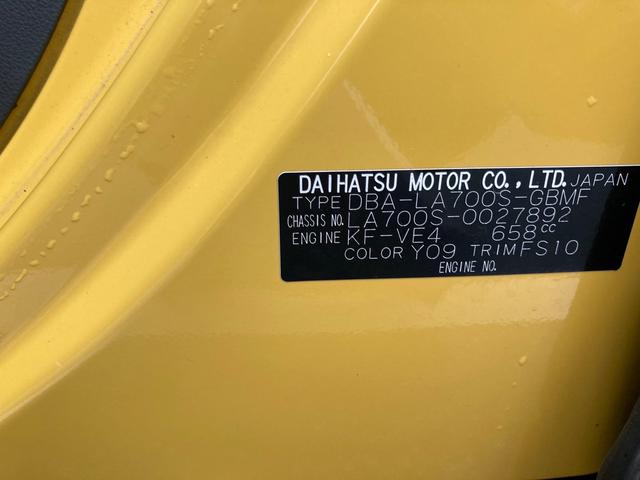 DAIHATSU MOTOR CO., LTD. JAPAN
TYPE DBA-LA700S-GBMF
CHASSIS NO. LA700S-0027892
ENGINE KF-VE4 658cc
COLOR Y09 TRIM FS10
ENGINE NO.